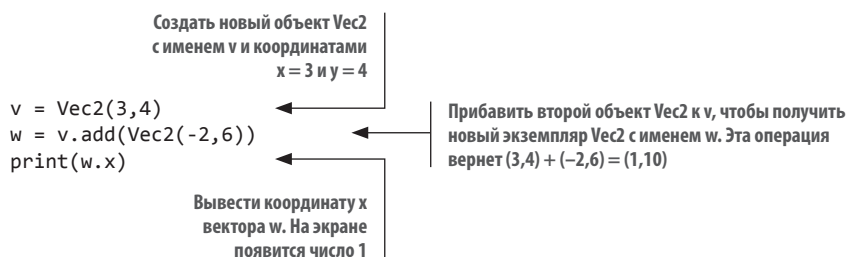 Создать новый объект Vec2
с именем v и координатами
x = 3 и y = 4
v = Vec2(3,4)
w = v.add(Vec2(-2,6))
print(w.x)
Прибавить второй объект Vec2 к v, чтобы получить
новый экземпляр Vec2 с именем w. Эта операция
вернет (3,4) + (–2,6) = (1,10)
Вывести координату x
вектора w. На экране
появится число 1